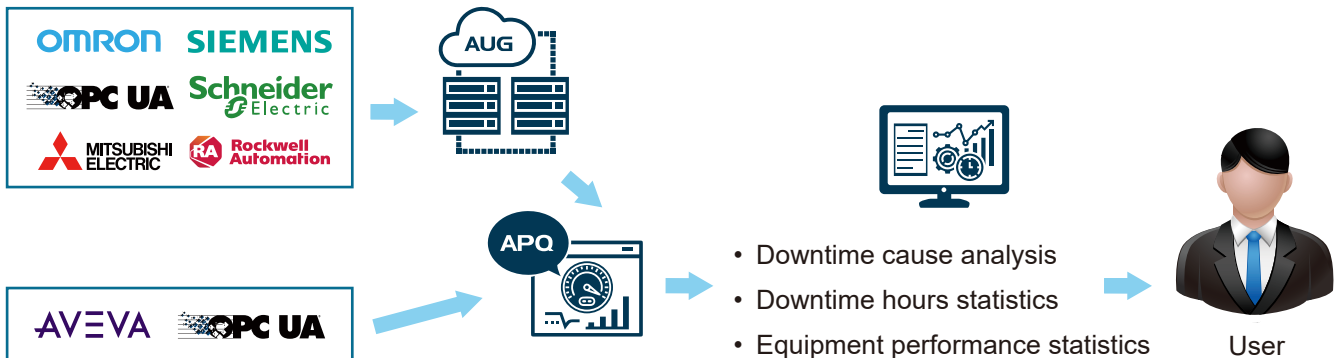 OMRON SIEMENS
OPC UA Schneider
Electric
MITSUBISHI
ELECTRIC
RA Rockwell
Automation
AUG
APQ
AVEVA OPC UA
• Downtime cause analysis
• Downtime hours statistics
• Equipment performance statistics
User